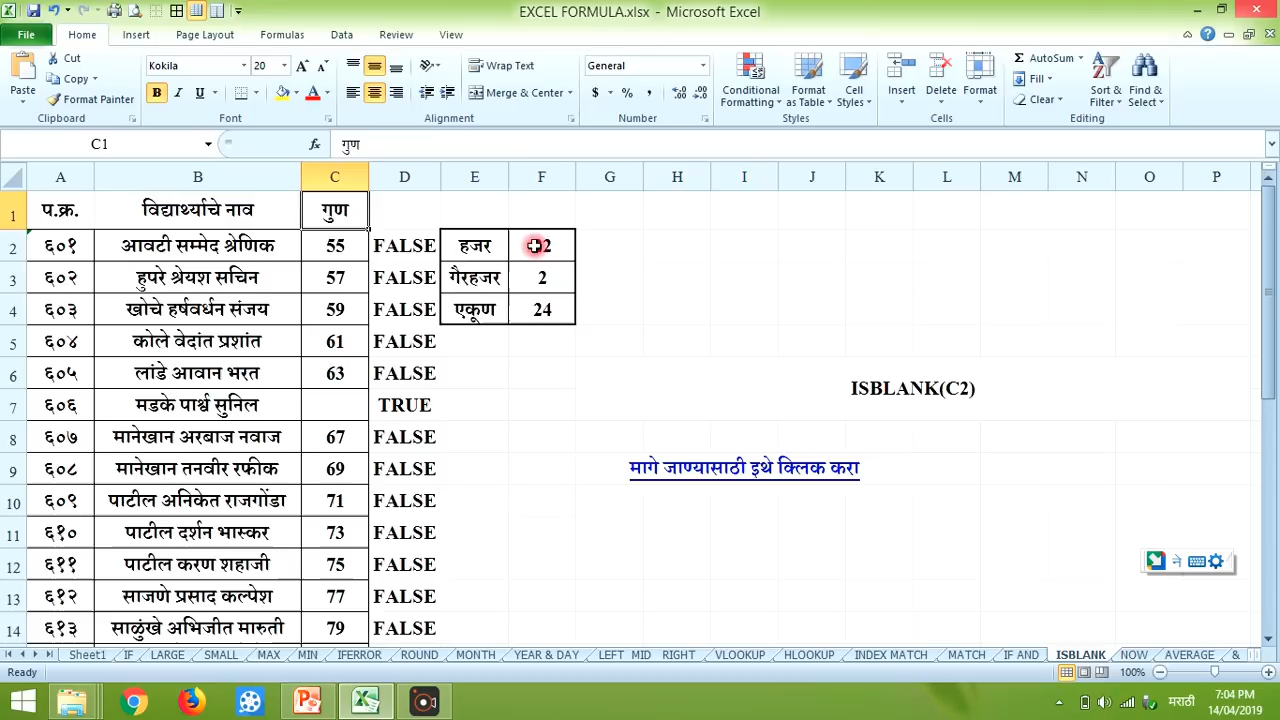 EXCEL FORMULA.xlsx - Microsoft Excel
File Home Insert Page Layout Formulas Data Review View
Paste Cut Copy Format Painter Clipboard
Kokila 20 A A B I U A Font
Wrap Text Merge & Center Alignment
General $ % , Number
Conditional Formatting Format as Table Cell Styles Styles
Insert Delete Format Cells
Σ AutoSum Fill Clear Sort & Filter Find & Select Editing
C1 fx गुण
A B C D E F G H I J K L M N O P
1 प.क्र. विद्यार्थ्याचे नाव गुण
2 ६०१ आवटी सम्मेद श्रेणिक 55 FALSE हजर 2
3 ६०२ हुपरे श्रेयश सचिन 57 FALSE गैरहजर 2
4 ६०३ खोचे हर्षवर्धन संजय 59 FALSE एकूण 24
5 ६०४ कोले वेदांत प्रशांत 61 FALSE
6 ६०५ लांडे आवान भरत 63 FALSE
ISBLANK(C2)
7 ६०६ मडके पार्श्व सुनिल TRUE
8 ६०७ मानेखान अरबाज नवाज 67 FALSE
9 ६०८ मानेखान तनवीर रफीक 69 FALSE मागे जाण्यासाठी इथे क्लिक करा
10 ६०९ पाटील अनिकेत राजगोंडा 71 FALSE
11 ६१० पाटील दर्शन भास्कर 73 FALSE
12 ६११ पाटील करण शहाजी 75 FALSE
ने
13 ६१२ साजणे प्रसाद कल्पेश 77 FALSE
14 ६१३ साळुंखे अभिजीत मारुती 79 FALSE
Sheet1 IF LARGE SMALL MAX MIN IFERROR ROUND MONTH YEAR & DAY LEFT MID RIGHT VLOOKUP HLOOKUP INDEX MATCH MATCH IF AND ISBLANK NOW AVERAGE &
Ready 100%
मराठी 7:04 PM
14/04/2019